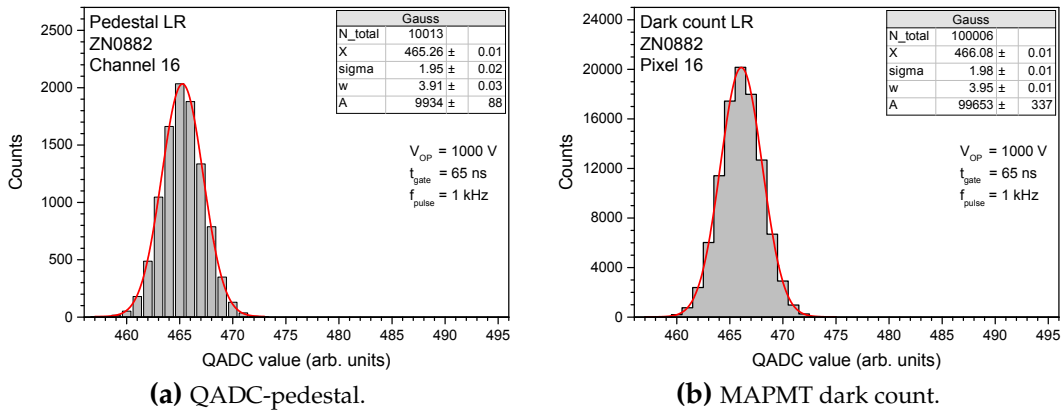 Pedestal LR
ZN0882
Channel 16
Gauss
N_total 10013
X 465.26 ± 0.01
sigma 1.95 ± 0.02
w 3.91 ± 0.03
A 9934 ± 88
V_OP = 1000 V
t_gate = 65 ns
f_pulse = 1 kHz
Counts
2500
2000
1500
1000
500
0
460 465 470 475 480 485 490 495
QADC value (arb. units)
(a) QADC-pedestal.
Dark count LR
ZN0882
Pixel 16
Gauss
N_total 100006
X 466.08 ± 0.01
sigma 1.98 ± 0.01
w 3.95 ± 0.01
A 99653 ± 337
V_OP = 1000 V
t_gate = 65 ns
f_pulse = 1 kHz
Counts
24000
20000
16000
12000
8000
4000
0
460 465 470 475 480 485 490 495
QADC value (arb. units)
(b) MAPMT dark count.